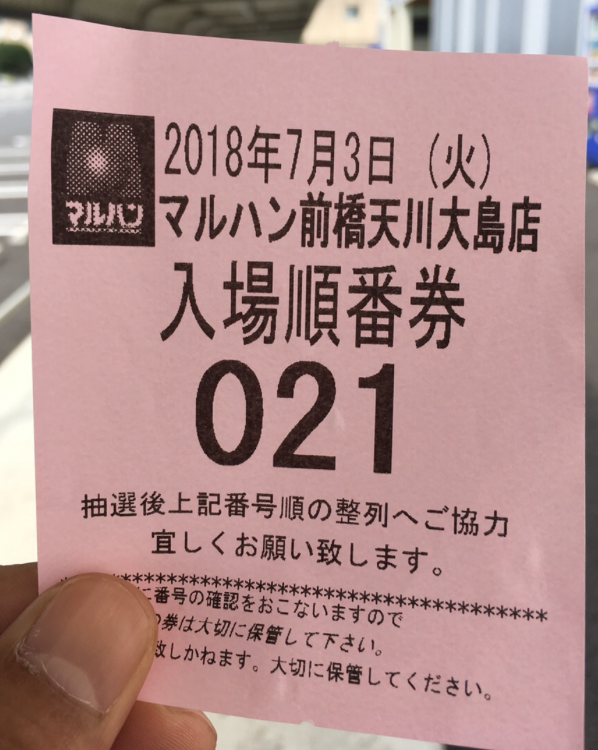 2018年7月3日 (火)
マルハン
マルハン前橋天川大島店
入場順番券
021
抽選後上記番号順の整列へご協力
宜しくお願い致します。
**************************************
に番号の確認をおこないますので
の券は大切に保管して下さい。
致しかねます。大切に保管してください。